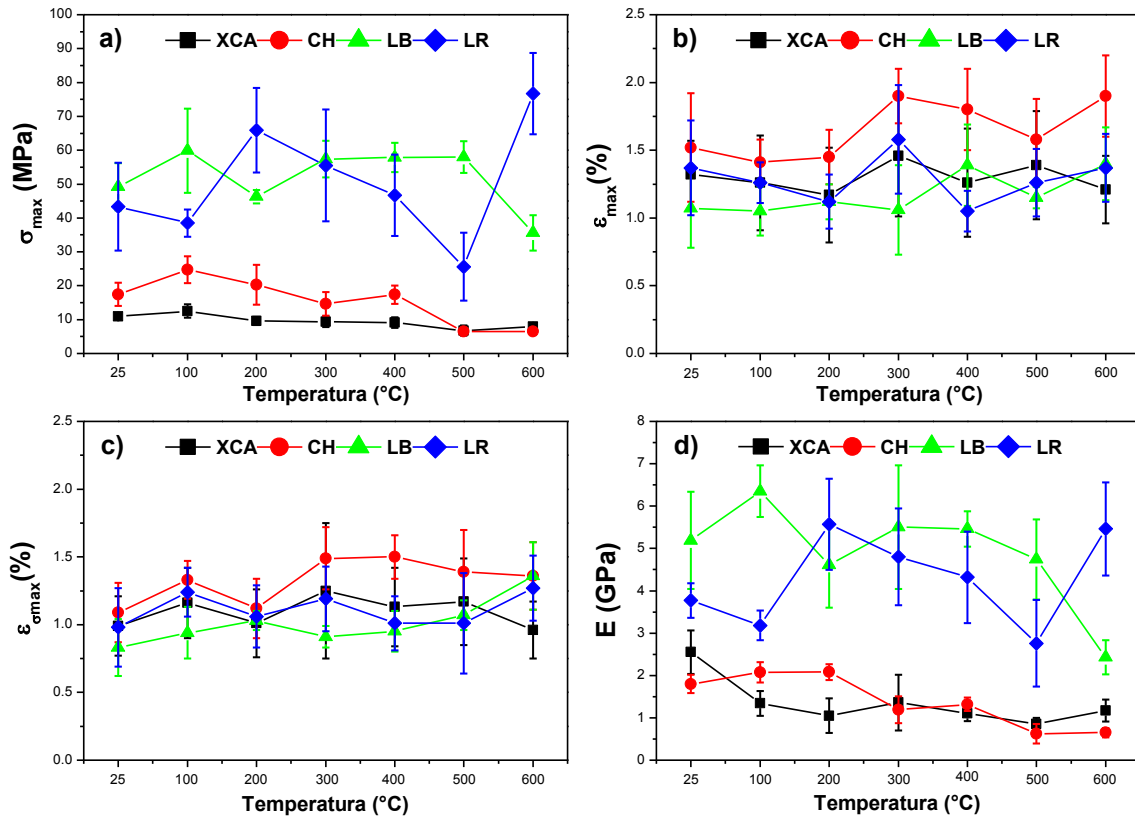 a) XCA CH LB LR
100
90
80
70
60
50
40
30
20
10
0
σmax (MPa)
25 100 200 300 400 500 600
Temperatura (°C)
b) XCA CH LB LR
2.5
2.0
1.5
1.0
0.5
0.0
εmax(%)
25 100 200 300 400 500 600
Temperatura (°C)
c) XCA CH LB LR
2.5
2.0
1.5
1.0
0.5
0.0
εσmax(%)
25 100 200 300 400 500 600
Temperatura (°C)
d) XCA CH LB LR
8
7
6
5
4
3
2
1
0
E (GPa)
25 100 200 300 400 500 600
Temperatura (°C)